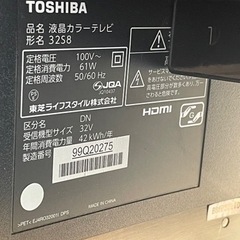 TOSHIBA
品名 液晶カラーテレビ
形名 32S8
定格電圧 100V~
定格消費電力 61W
定格周波数 50/60 Hz
JQA
東芝ライフスタイル株式会社
HDMI
区分名 DN
受信機型サイズ 32V
年間消費電力量 42 kWh/年
製造番号 99Q20275
MADE IN CHINA